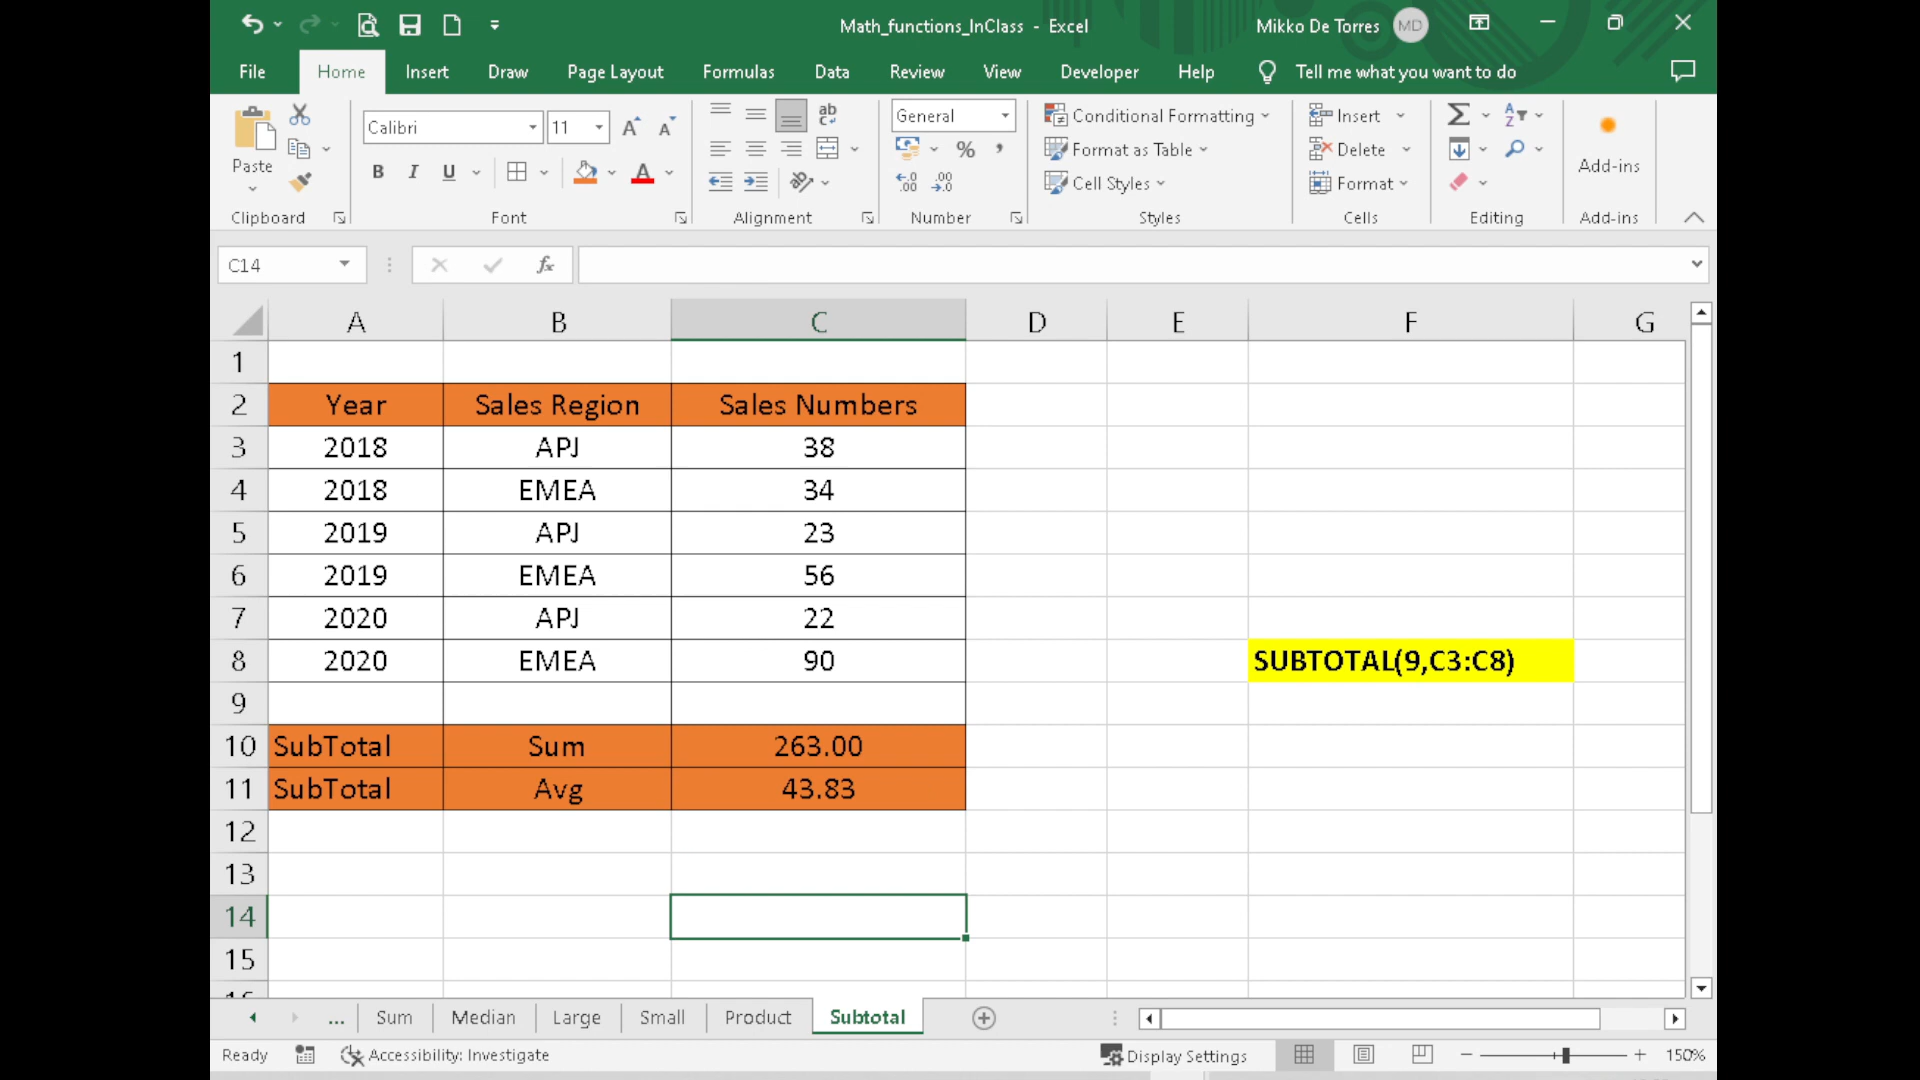 Math_functions_InClass - Excel
Mikko De Torres MD
File Home Insert Draw Page Layout Formulas Data Review View Developer Help Tell me what you want to do
Paste
Clipboard
Calibri 11
B I U
Font
Alignment
General
Number
Conditional Formatting
Format as Table
Cell Styles
Styles
Insert
Delete
Format
Cells
Editing
Add-ins
Add-ins
C14 fx
A B C D E F G
1
2 Year Sales Region Sales Numbers
3 2018 APJ 38
4 2018 EMEA 34
5 2019 APJ 23
6 2019 EMEA 56
7 2020 APJ 22
8 2020 EMEA 90 SUBTOTAL(9,C3:C8)
9
10 SubTotal Sum 263.00
11 SubTotal Avg 43.83
12
13
14
15
... Sum Median Large Small Product Subtotal
Ready Accessibility: Investigate Display Settings 150%